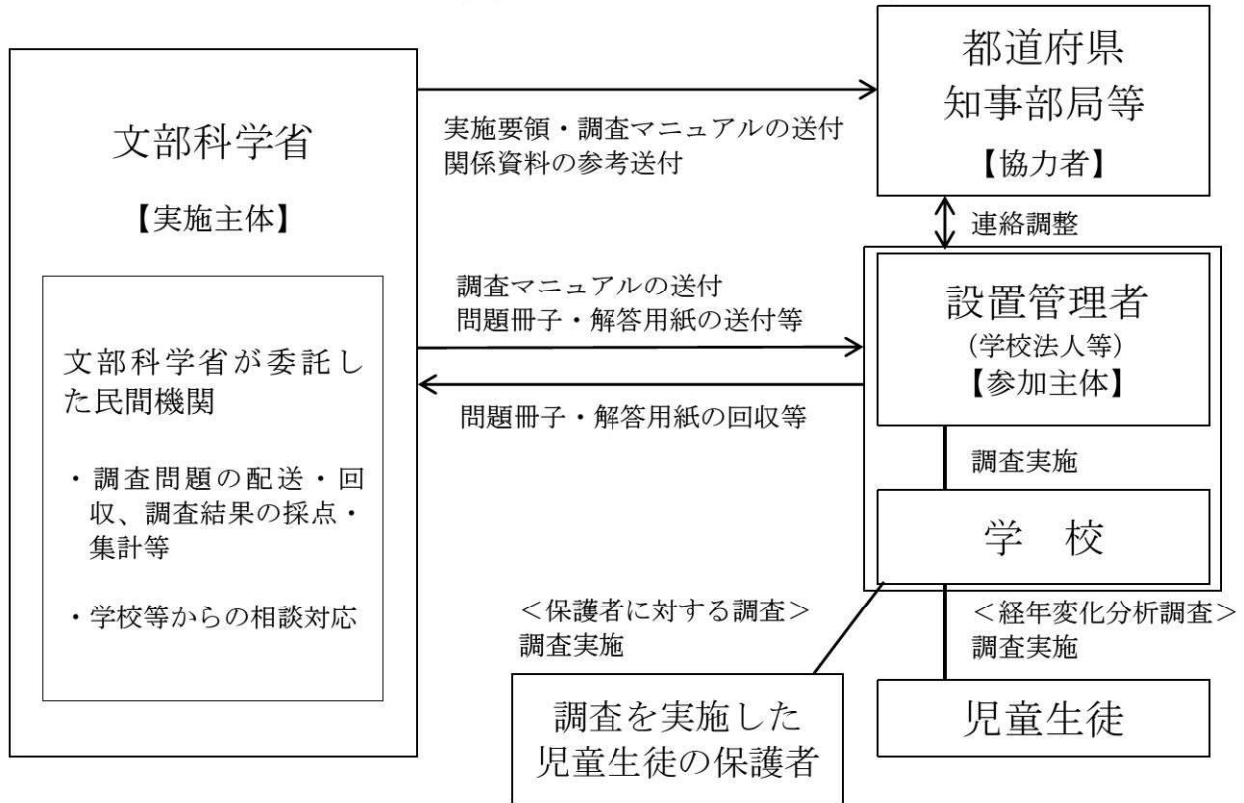 文部科学省
【実施主体】
文部科学省が委託し
た民間機関
・調査問題の配送・回
収、調査結果の採点・
集計等
・学校等からの相談対応
実施要領・調査マニュアルの送付
関係資料の参考送付
都道府県
知事部局等
【協力者】
連絡調整
調査マニュアルの送付
問題冊子・解答用紙の送付等
問題冊子・解答用紙の回収等
設置管理者
（学校法人等）
【参加主体】
調査実施
学　校
＜保護者に対する調査＞
調査実施
＜経年変化分析調査＞
調査実施
調査を実施した
児童生徒の保護者
児童生徒